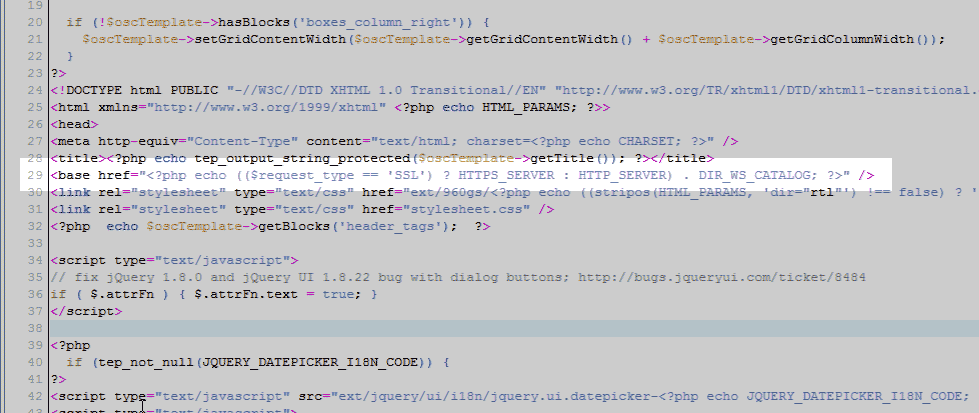 19
20 if (!$oscTemplate->hasBlocks('boxes_column_right')) {
21 $oscTemplate->setGridContentWidth($oscTemplate->getGridContentWidth() + $oscTemplate->getGridColumnWidth());
22 }
23 ?>
24 <!DOCTYPE html PUBLIC "-//W3C//DTD XHTML 1.0 Transitional//EN" "http://www.w3.org/TR/xhtml1/DTD/xhtml1-transitional.
25 <html xmlns="http://www.w3.org/1999/xhtml" <?php echo HTML_PARAMS; ?>>
26 <head>
27 <meta http-equiv="Content-Type" content="text/html; charset=<?php echo CHARSET; ?>" />
28 <title><?php echo tep_output_string_protected($oscTemplate->getTitle()); ?></title>
29 <base href="<?php echo (($request_type == 'SSL') ? HTTPS_SERVER : HTTP_SERVER) . DIR_WS_CATALOG; ?>" />
30 <link rel="stylesheet" type="text/css" href="ext/960gs/<?php echo ((stripos(HTML_PARAMS, 'dir="rtl"') !== false) ? '
31 <link rel="stylesheet" type="text/css" href="stylesheet.css" />
32 <?php echo $oscTemplate->getBlocks('header_tags'); ?>
33
34 <script type="text/javascript">
35 // fix jQuery 1.8.0 and jQuery UI 1.8.22 bug with dialog buttons; http://bugs.jqueryui.com/ticket/8484
36 if ( $.attrFn ) { $.attrFn.text = true; }
37 </script>
38
39 <?php
40 if (tep_not_null(JQUERY_DATEPICKER_I18N_CODE)) {
41 ?>
42 <script type="text/javascript" src="ext/jquery/ui/i18n/jquery.ui.datepicker-<?php echo JQUERY_DATEPICKER_I18N_CODE;
43 <script type="text/javascript">